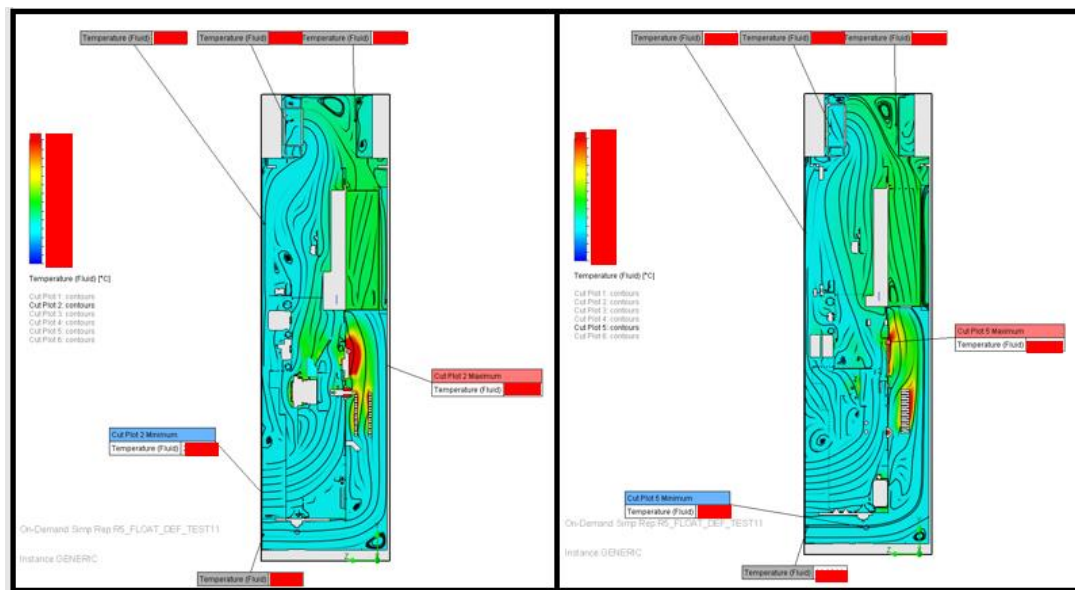 Temperature (Fluid)
Temperature (Fluid)
Temperature (Fluid)
Temperature (Fluid) [°C]
Cut Plot 1: contours
Cut Plot 2: contours
Cut Plot 3: contours
Cut Plot 4: contours
Cut Plot 5: contours
Cut Plot 6: contours
Cut Plot 2 Maximum
Temperature (Fluid)
Cut Plot 2 Minimum
Temperature (Fluid)
On-Demand Simp Rep:R5_FLOAT_DEF_TEST11
Instance GENERIC
Temperature (Fluid)
Z
Temperature (Fluid)
Temperature (Fluid)
Temperature (Fluid)
Temperature (Fluid) [°C]
Cut Plot 1: contours
Cut Plot 2: contours
Cut Plot 3: contours
Cut Plot 4: contours
Cut Plot 5: contours
Cut Plot 6: contours
Cut Plot 5 Maximum
Temperature (Fluid)
Cut Plot 5 Minimum
Temperature (Fluid)
On-Demand Simp Rep:R5_FLOAT_DEF_TEST11
Instance GENERIC
Temperature (Fluid)
Z